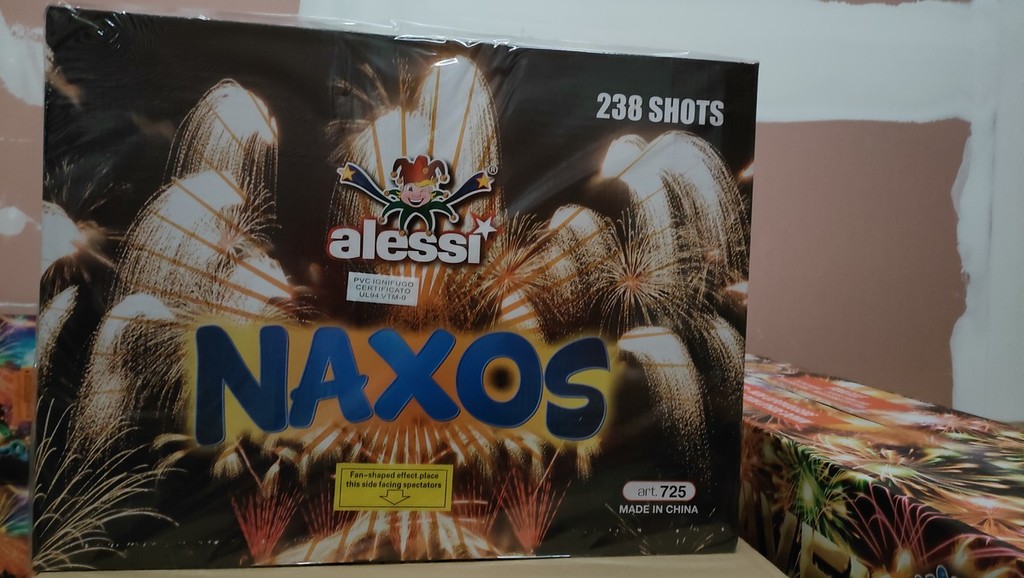 238 SHOTS
®
alessi
PVC IGNIFUGO
CERTIFICATO
UL94 VTM-0
NAXOS
Fan-shaped effect place
this side facing spectators
art. 725
MADE IN CHINA